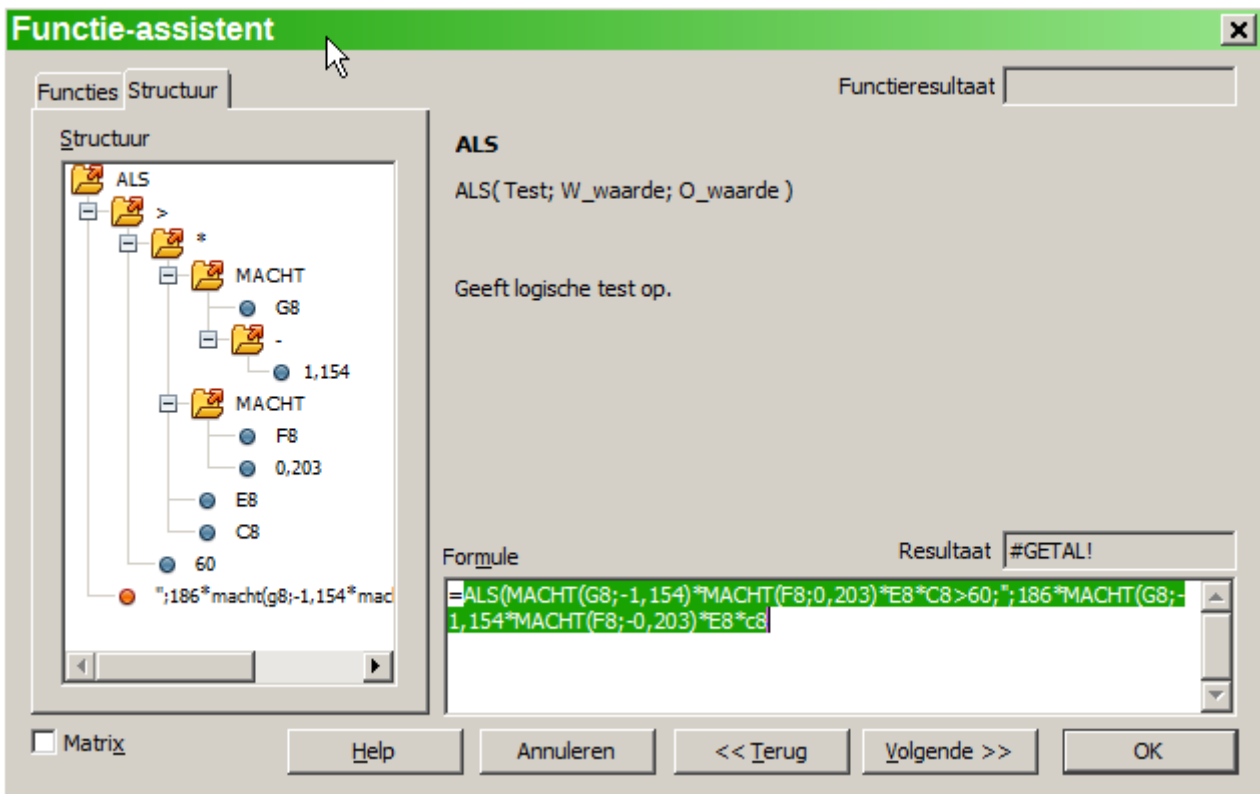 Functie-assistent
Functies Structuur
Functieresultaat
Structuur
ALS
>
*
MACHT
G8
-
1,154
MACHT
F8
0,203
E8
C8
60
";186*macht(g8;-1,154*mac
ALS
ALS( Test; W_waarde; O_waarde )
Geeft logische test op.
Formule
Resultaat #GETAL!
=ALS(MACHT(G8;-1,154)*MACHT(F8;0,203)*E8*C8>60;";186*MACHT(G8;-
1,154*MACHT(F8;-0,203)*E8*c8
Matrix
Help
Annuleren
<< Terug
Volgende >>
OK